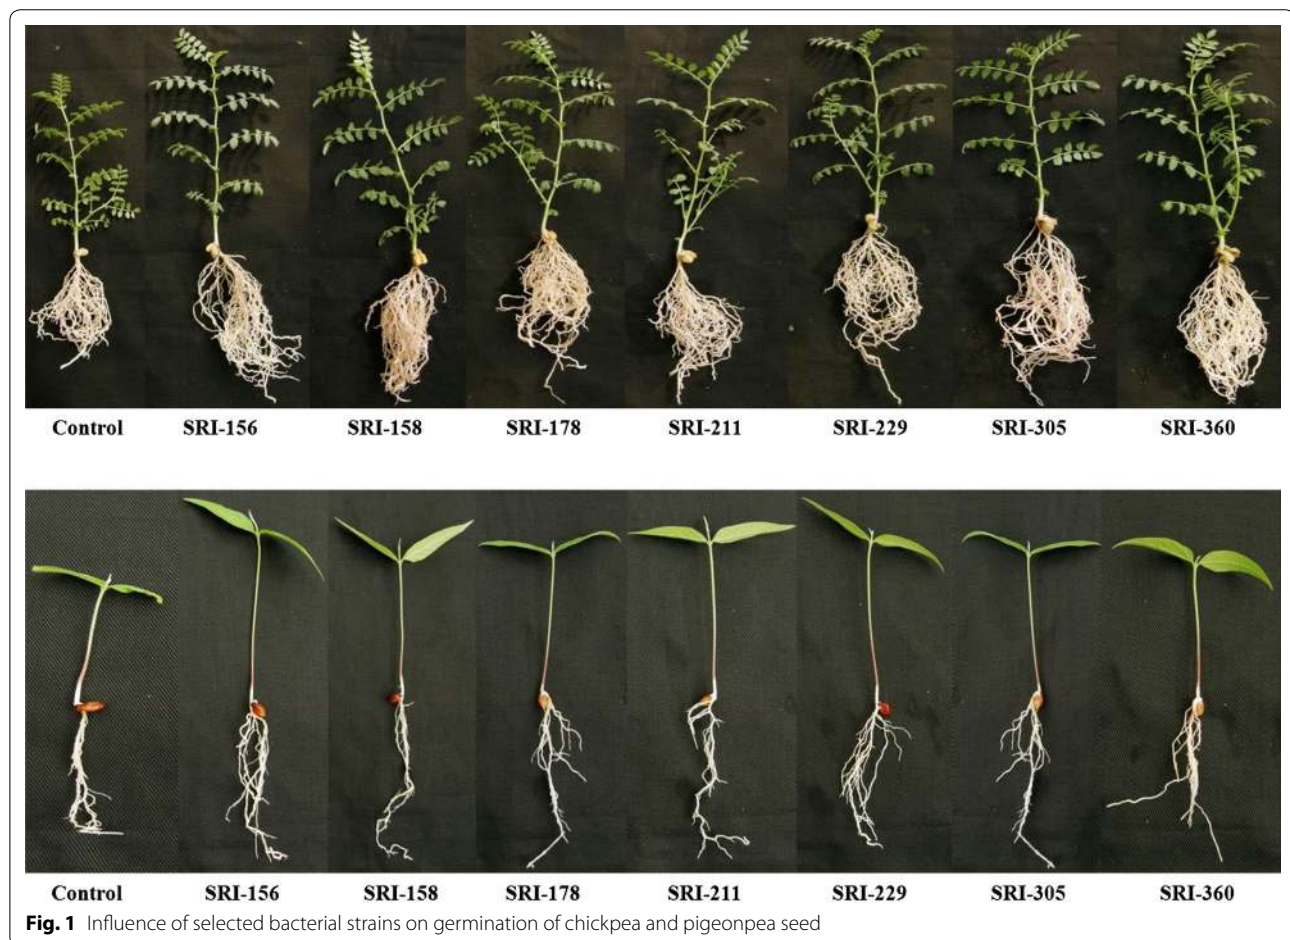 Control SRI-156 SRI-158 SRI-178 SRI-211 SRI-229 SRI-305 SRI-360
Control SRI-156 SRI-158 SRI-178 SRI-211 SRI-229 SRI-305 SRI-360
Fig. 1 Influence of selected bacterial strains on germination of chickpea and pigeonpea seed